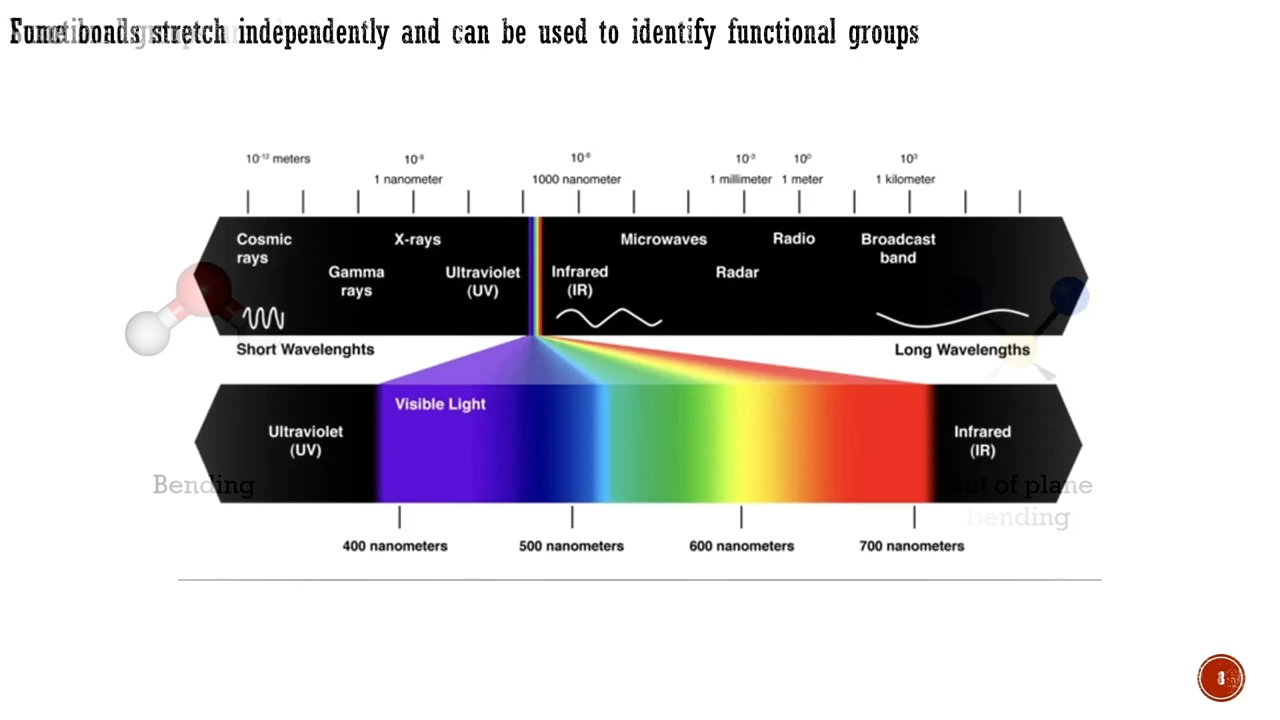 stretch independently and can be used to identify functional groups
10⁻¹² meters 10⁻⁹ 10⁻⁶ 10⁻³ 10⁰ 10³
1 nanometer 1000 nanometer 1 millimeter 1 meter 1 kilometer
Cosmic
rays
X-rays
Microwaves
Radio
Broadcast
band
Gamma
rays
Ultraviolet
(UV)
Infrared
(IR)
Radar
Short Wavelenghts
Long Wavelengths
Visible Light
Ultraviolet
(UV)
Infrared
(IR)
Bending
Out of plane
bending
400 nanometers 500 nanometers 600 nanometers 700 nanometers